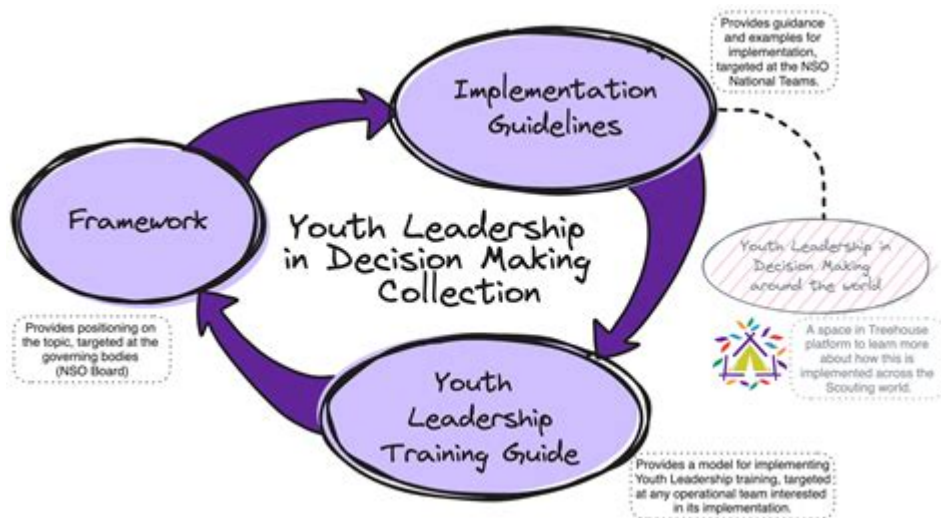 Provides guidance
and examples for
implementation,
targeted at the NSO
National Teams.
Implementation
Guidelines
Framework
Youth Leadership
in Decision Making
Collection
Youth Leadership in
Decision Making
around the world
Provides positioning on
the topic, targeted at the
governing bodies
(NSO Board)
A space in Treehouse
platform to learn more
about how this is
implemented across the
Scouting world.
Youth
Leadership
Training Guide
Provides a model for implementing
Youth Leadership training, targeted
at any operational team interested
in its implementation.